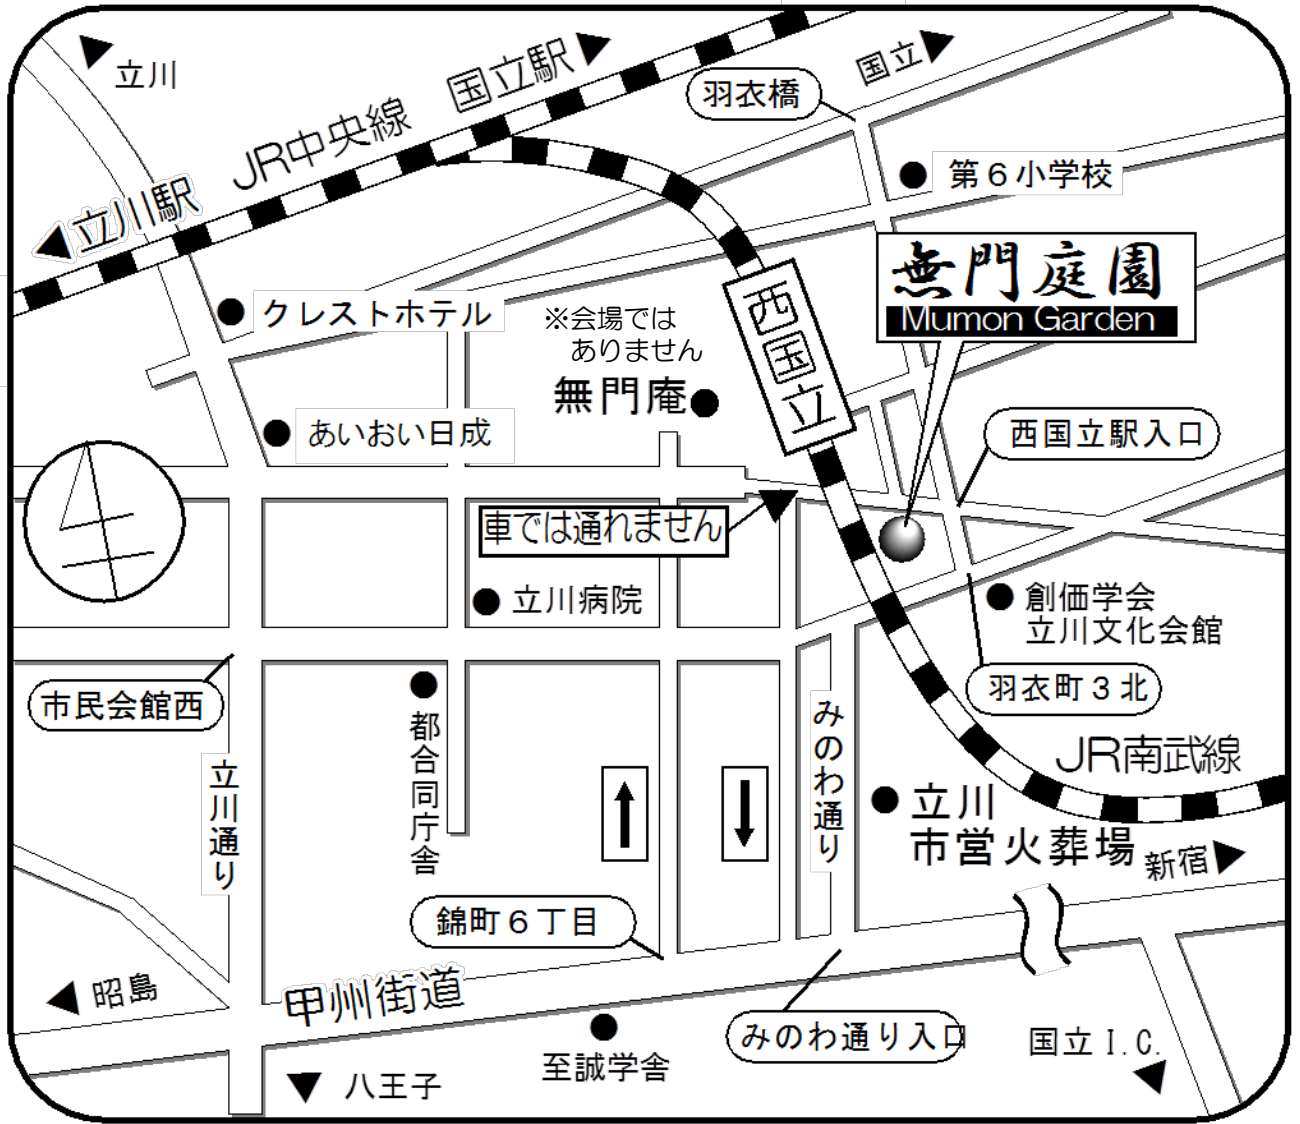 立川
国立駅
国立
羽衣橋
JR中央線
第６小学校
立川駅
無門庭園
Mumon Garden
クレストホテル
※会場では
ありません
無門庵
西国立
あいおい日成
西国立駅入口
車では通れません
立川病院
創価学会
立川文化会館
市民会館西
羽衣町３北
都合同庁舎
みのわ通り
JR南武線
立川通り
立川
市営火葬場
新宿
錦町６丁目
昭島
甲州街道
みのわ通り入口
国立I.C.
至誠学舎
八王子